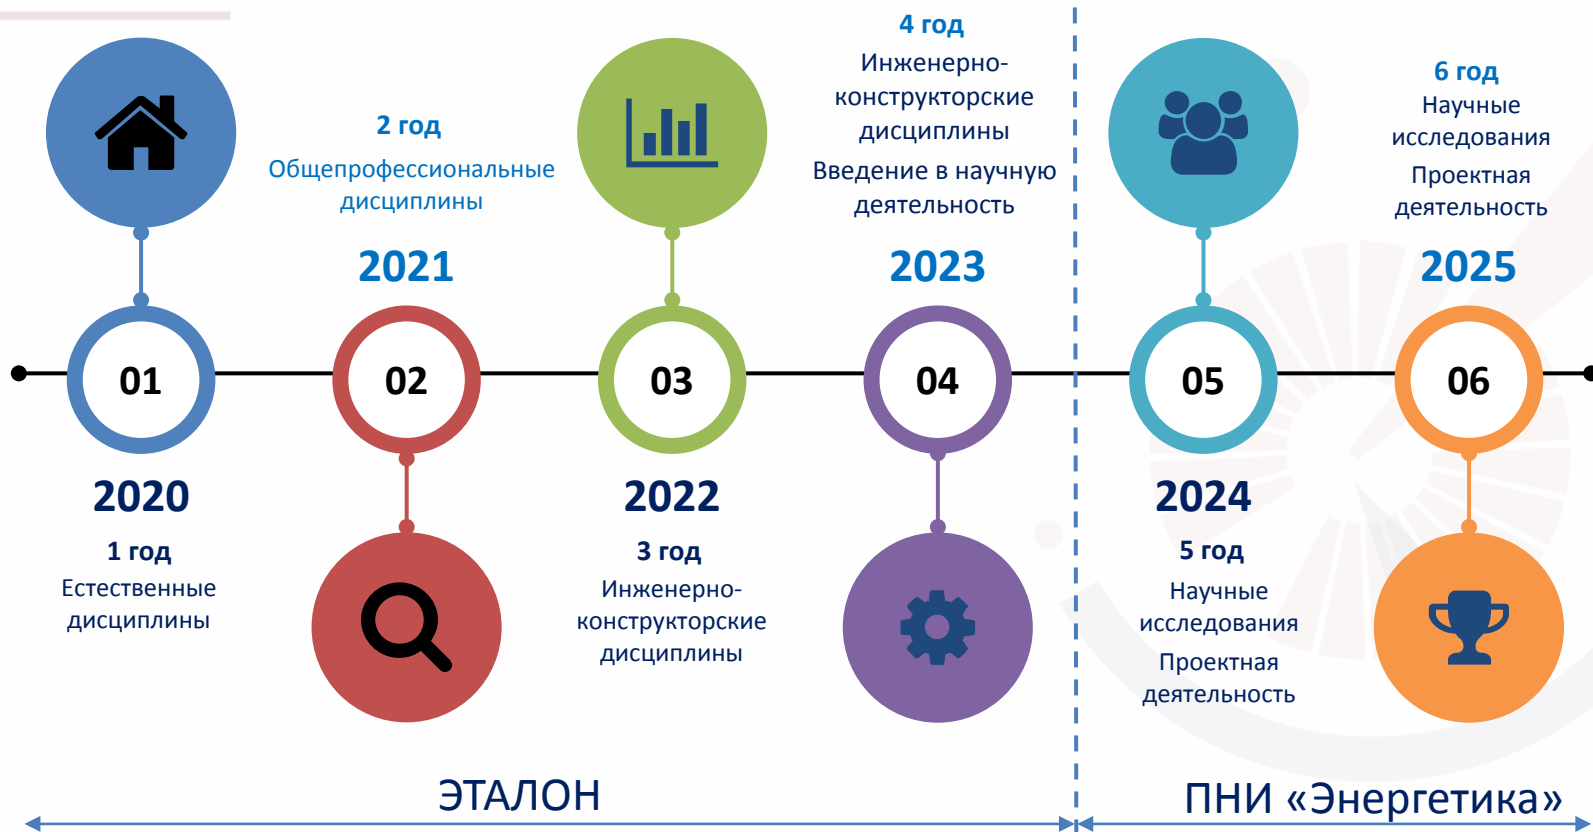 01
2020
1 год
Естественные
дисциплины
2 год
Общепрофессиональные
дисциплины
2021
02
03
2022
3 год
Инженерно-
конструкторские
дисциплины
4 год
Инженерно-
конструкторские
дисциплины
Введение в научную
деятельность
2023
04
05
2024
5 год
Научные
исследования
Проектная
деятельность
6 год
Научные
исследования
Проектная
деятельность
2025
06
ЭТАЛОН
ПНИ «Энергетика»